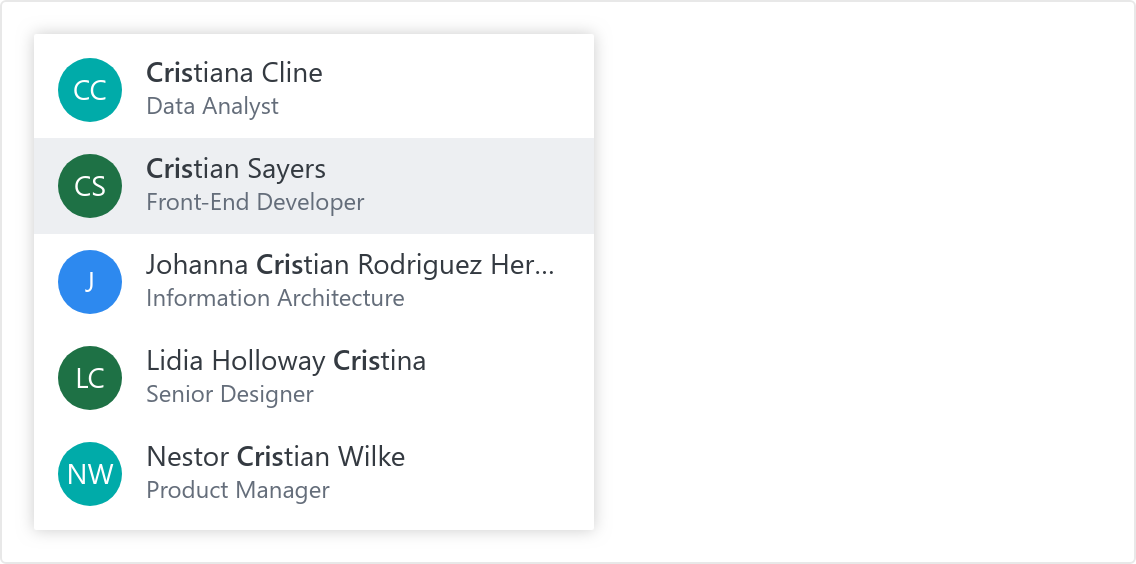 CC
Cristiana Cline
Data Analyst
CS
Cristian Sayers
Front-End Developer
J
Johanna Cristian Rodriguez Her...
Information Architecture
LC
Lidia Holloway Cristina
Senior Designer
NW
Nestor Cristian Wilke
Product Manager